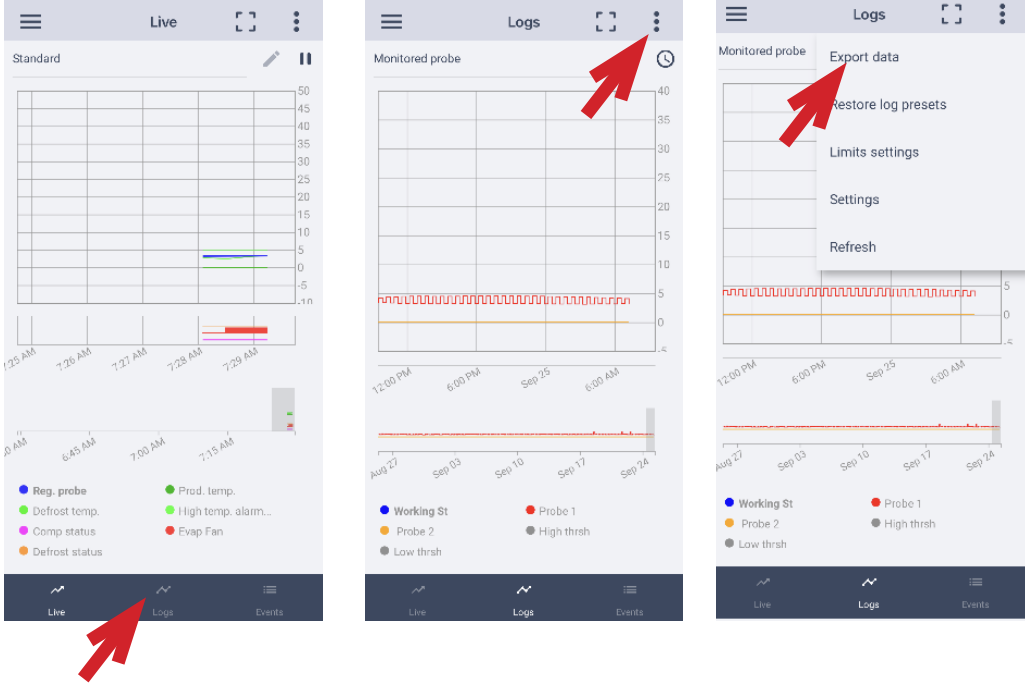 Live
Standard
50
45
40
35
30
25
20
15
10
5
0
-5
-10
7:25 AM
7:26 AM
7:27 AM
7:28 AM
7:29 AM
6:45 AM
7:00 AM
7:15 AM
Reg. probe
Prod. temp.
Defrost temp.
High temp. alarm...
Comp status
Evap Fan
Defrost status
Live
Logs
Events
Logs
Monitored probe
40
35
30
25
20
15
10
5
0
-5
12:00 PM
6:00 PM
Sep 25
6:00 AM
Aug 27
Sep 03
Sep 10
Sep 17
Sep 24
Working St
Probe 1
Probe 2
High thrsh
Low thrsh
Live
Logs
Events
Logs
Monitored probe
Export data
Restore log presets
Limits settings
Settings
Refresh
5
0
-5
12:00 PM
6:00 PM
Sep 25
6:00 AM
Aug 27
Sep 03
Sep 10
Sep 17
Sep 24
Working St
Probe 1
Probe 2
High thrsh
Low thrsh
Live
Logs
Events